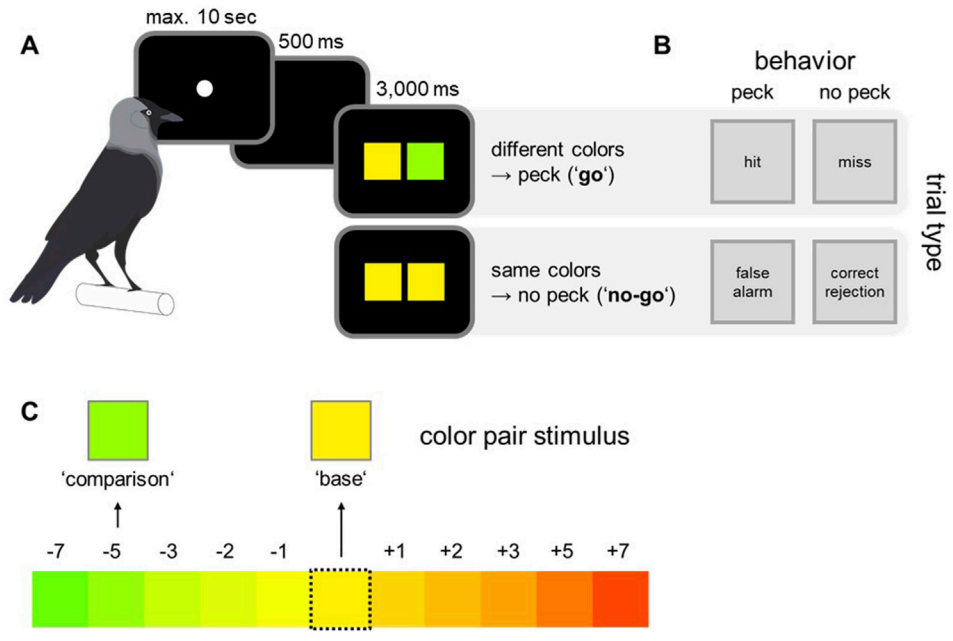 A
max. 10 sec
500 ms
3,000 ms
different colors
→ peck (‘go‘)
same colors
→ no peck (‘no-go‘)
B
behavior
peck no peck
hit miss
false alarm
correct rejection
trial type
C
‘comparison‘
‘base‘
color pair stimulus
-7 -5 -3 -2 -1 +1 +2 +3 +5 +7